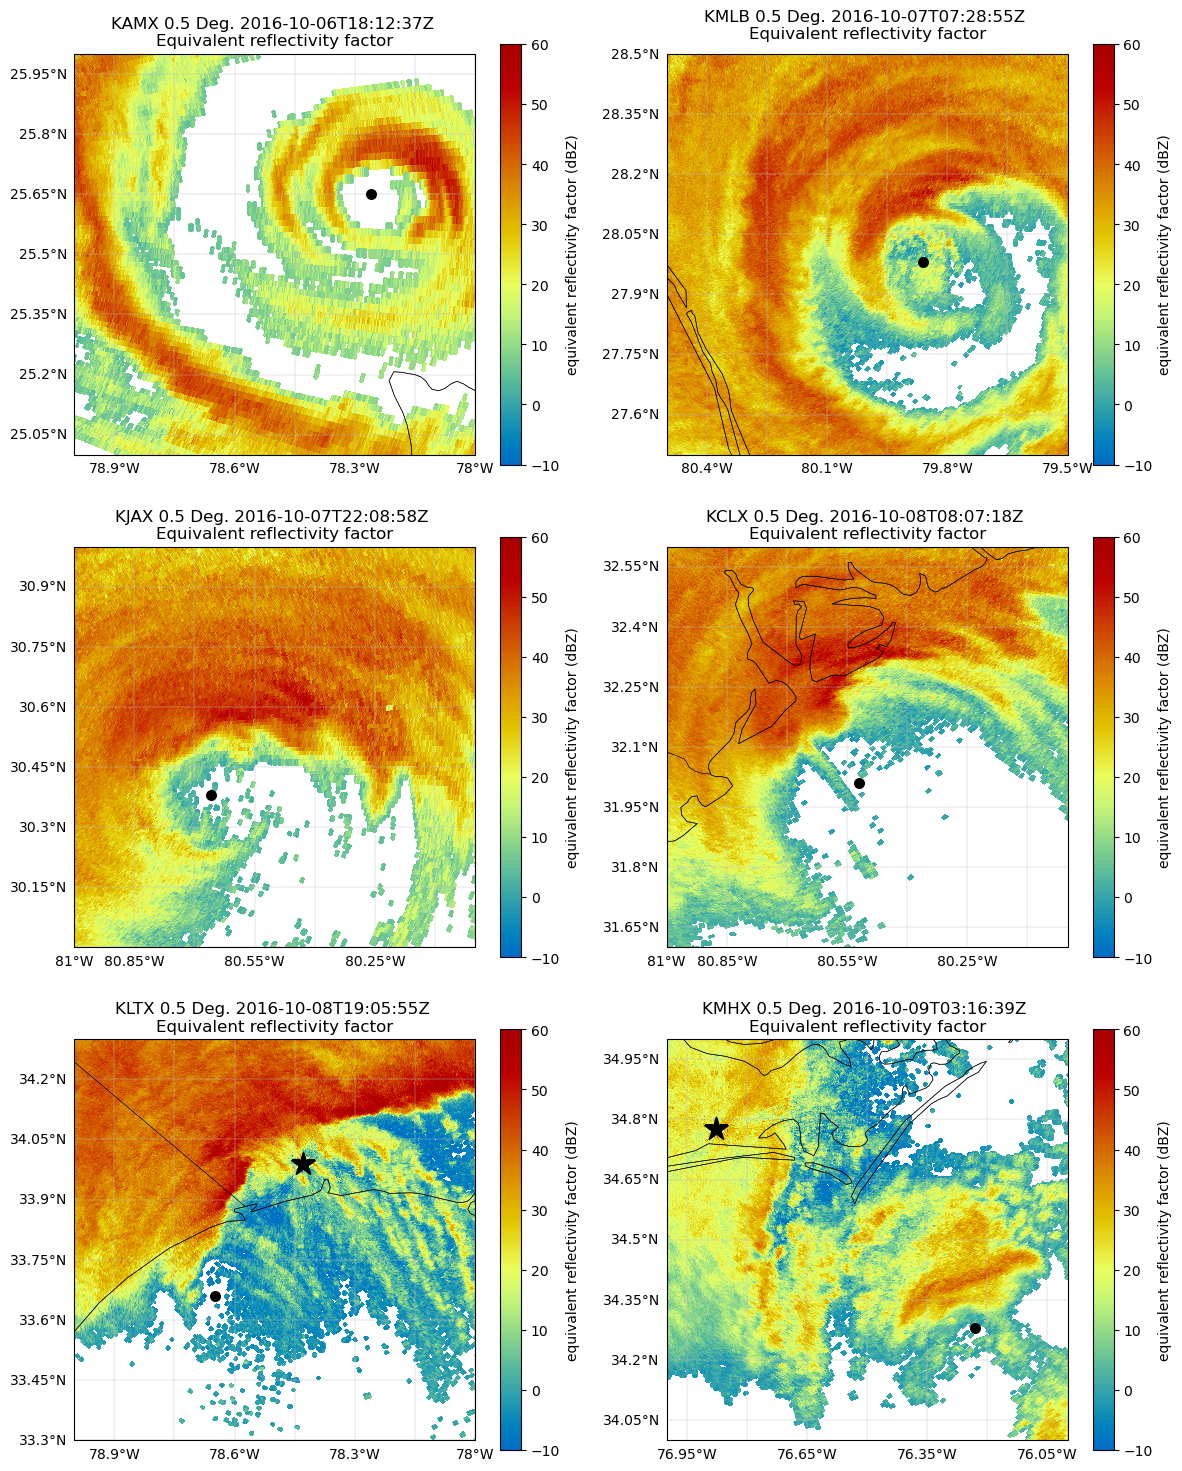 KAMX 0.5 Deg. 2016-10-06T18:12:37Z
Equivalent reflectivity factor
25.95°N
25.8°N
25.65°N
25.5°N
25.35°N
25.2°N
25.05°N
78.9°W 78.6°W 78.3°W 78°W
60
50
40
30
20
10
0
−10
equivalent reflectivity factor (dBZ)
KMLB 0.5 Deg. 2016-10-07T07:28:55Z
Equivalent reflectivity factor
28.5°N
28.35°N
28.2°N
28.05°N
27.9°N
27.75°N
27.6°N
80.4°W 80.1°W 79.8°W 79.5°W
60
50
40
30
20
10
0
−10
equivalent reflectivity factor (dBZ)
KJAX 0.5 Deg. 2016-10-07T22:08:58Z
Equivalent reflectivity factor
30.9°N
30.75°N
30.6°N
30.45°N
30.3°N
30.15°N
81°W 80.85°W 80.55°W 80.25°W
60
50
40
30
20
10
0
−10
equivalent reflectivity factor (dBZ)
KCLX 0.5 Deg. 2016-10-08T08:07:18Z
Equivalent reflectivity factor
32.55°N
32.4°N
32.25°N
32.1°N
31.95°N
31.8°N
31.65°N
81°W 80.85°W 80.55°W 80.25°W
60
50
40
30
20
10
0
−10
equivalent reflectivity factor (dBZ)
KLTX 0.5 Deg. 2016-10-08T19:05:55Z
Equivalent reflectivity factor
34.2°N
34.05°N
33.9°N
33.75°N
33.6°N
33.45°N
33.3°N
78.9°W 78.6°W 78.3°W 78°W
60
50
40
30
20
10
0
−10
equivalent reflectivity factor (dBZ)
KMHX 0.5 Deg. 2016-10-09T03:16:39Z
Equivalent reflectivity factor
34.95°N
34.8°N
34.65°N
34.5°N
34.35°N
34.2°N
34.05°N
76.95°W 76.65°W 76.35°W 76.05°W
60
50
40
30
20
10
0
−10
equivalent reflectivity factor (dBZ)